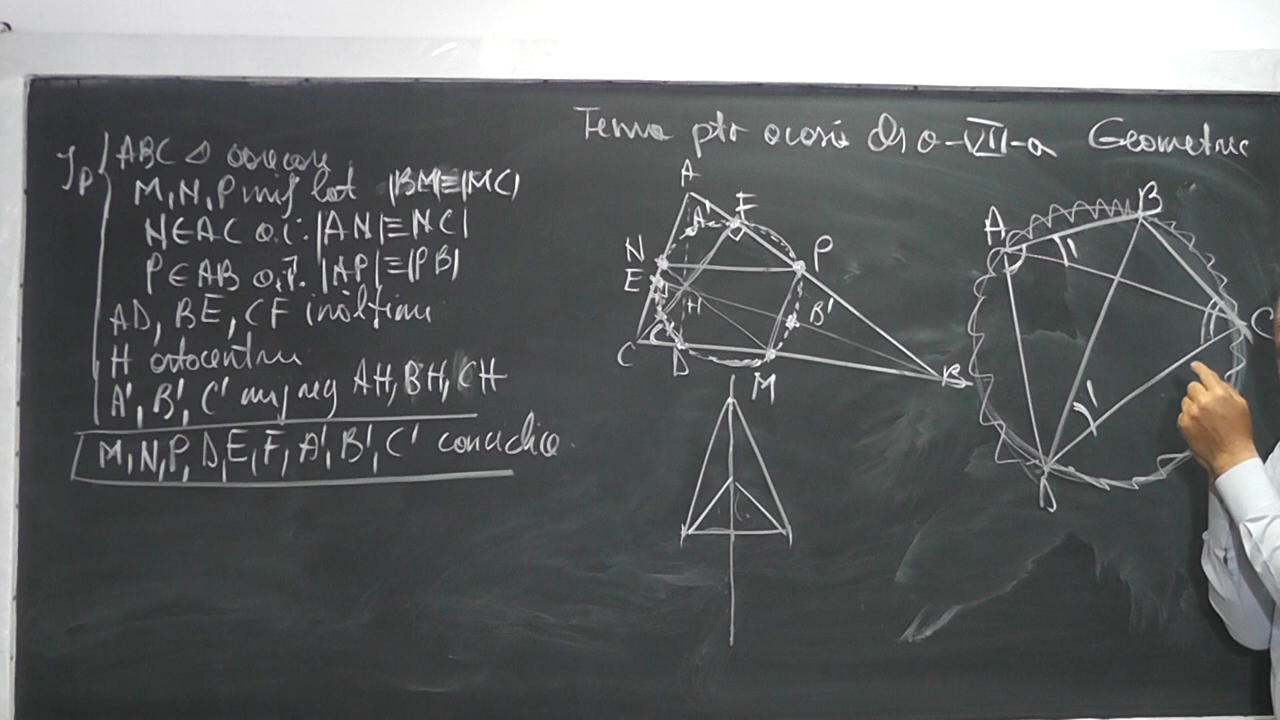 Tema ptr acasă cls a-VII-a Geometrie
Ip ABC Δ oarecare
M,N,P mij lat |BM|≡|MC|
N∈AC a.î. |AN|≡|NC|
P∈AB a.î. |AP|≡|PB|
AD, BE, CF înălțimi
H ortocentru
A', B', C' mij seg AH, BH, CH
M,N,P,D,E,F,A',B',C' conciclice.
A
A'
F
N
P
E
H
B'
C
C'
D
M
B
A
B
C
D